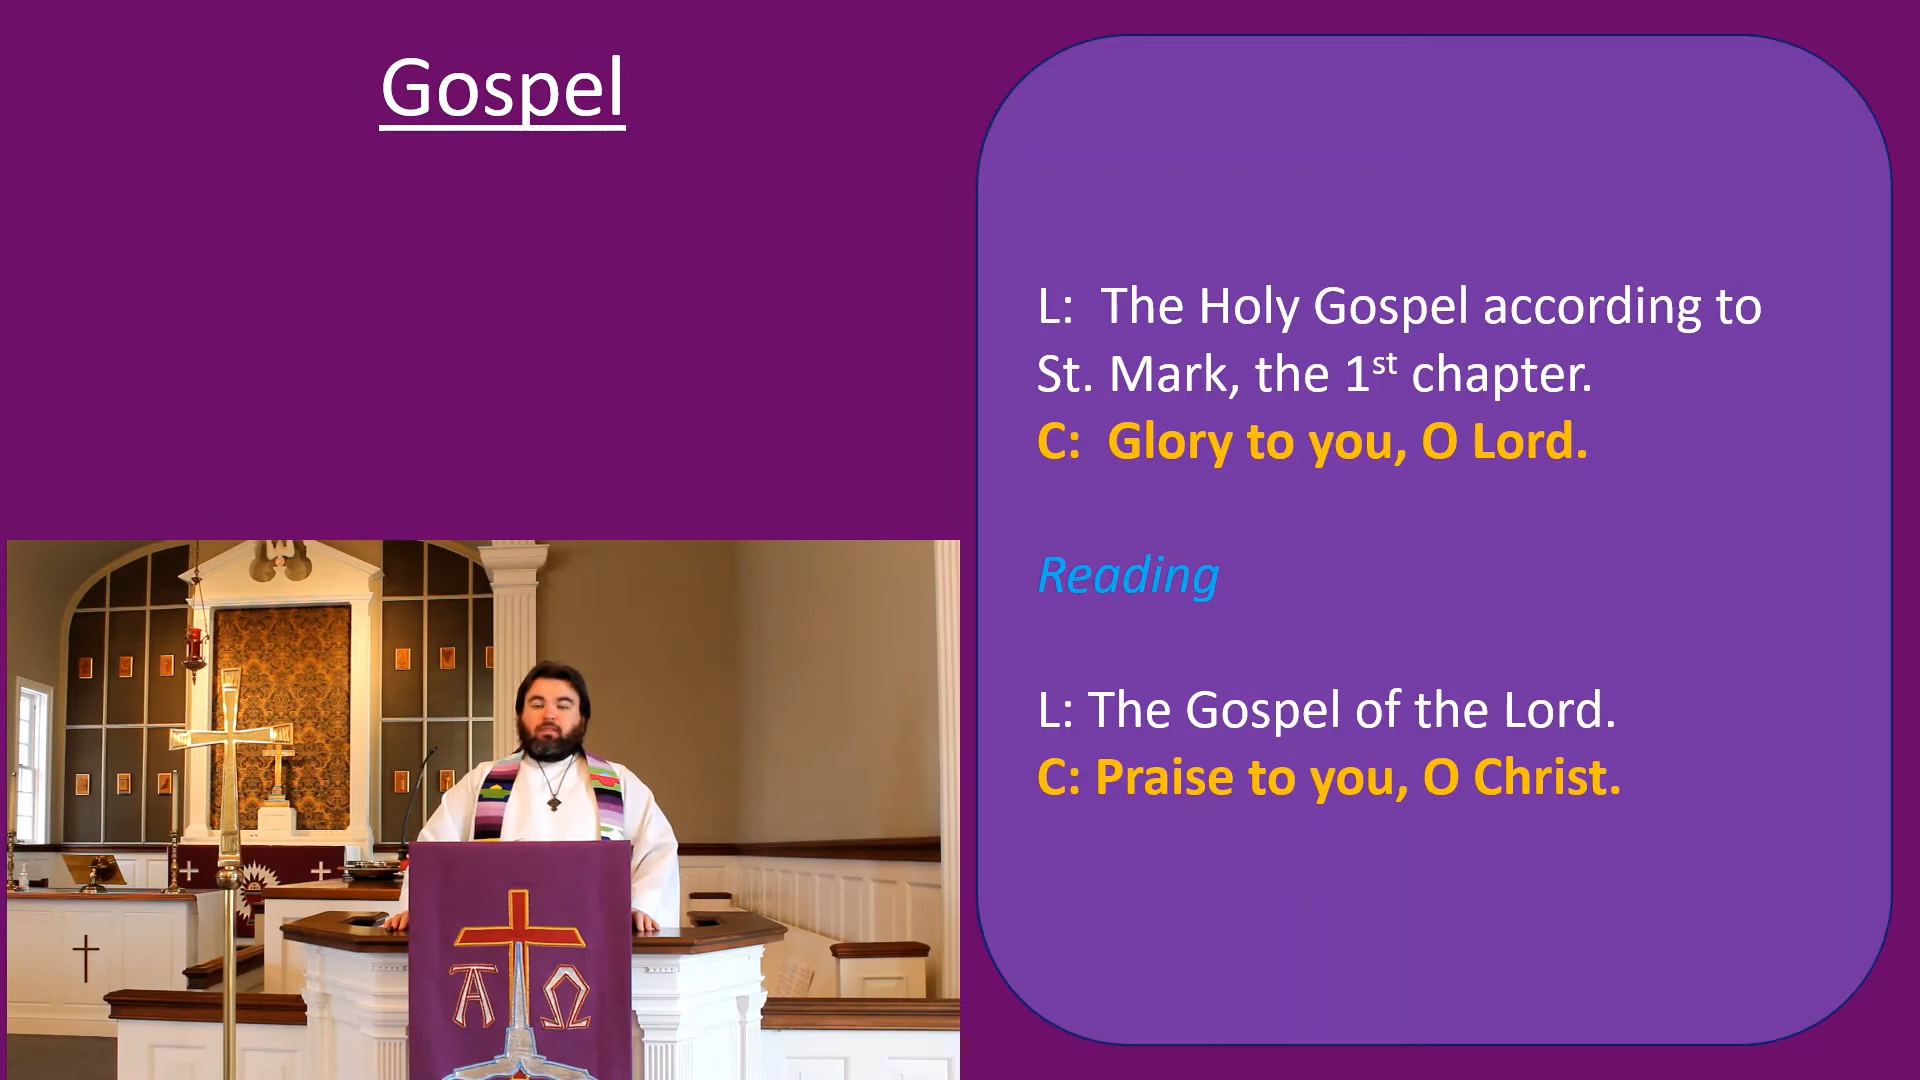 Gospel
L: The Holy Gospel according to
St. Mark, the 1st chapter.
C: Glory to you, O Lord.
Reading
L: The Gospel of the Lord.
C: Praise to you, O Christ.
Α Ω